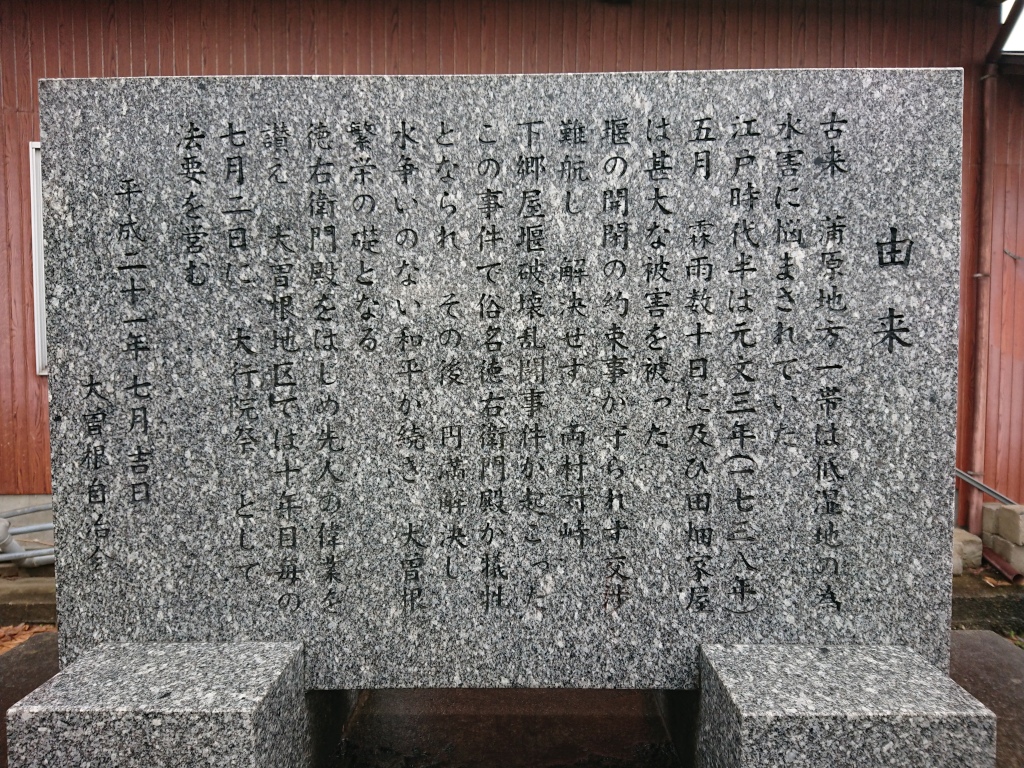 由来
古来　蒲原地方一帯は低湿地の為
水害に悩まされていた
江戸時代半は元文三年(一七三八年)
五月　霖雨数十日に及び田畑家屋
は甚大な被害を被った
堰の開閉の約束事が守られず交渉
難航し　解決せず　両村対峙
下郷屋堰破壊乱闘事件が起こった
この事件で俗名徳右衛門殿が犠牲
となられ　その後　円満解決し
水争いのない和平が続き　大曽根
繁栄の礎となる
徳右衛門殿をはじめ先人の偉業を
讃え　大曽根地区では十年目毎の
七月二日に　大行院祭　として
法要を営む
平成二十一年七月吉日
大曽根自治会